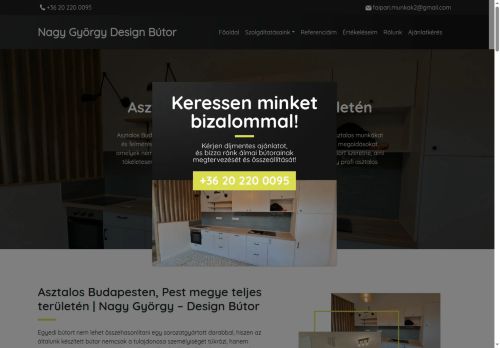 +36 20 220 0095
faipari.munkak2@gmail.com
Nagy György Design Bútor
Főoldal Szolgáltatásaink Referenciáim Értékeléseim Rólunk Ajánlatkérés
Keressen minket
bizalommal!
Kérjen díjmentes ajánlatot,
és bízza ránk álmai bútorainak
megtervezését és összeállítását!
+36 20 220 0095
Asztalos Budapesten, Pest megye teljes
területén | Nagy György – Design Bútor
Egyedi bútort nem lehet összehasonlítani egy sorozatgyártott darabbal, hiszen az
általunk készített bútor nemcsak a tulajdonosa személyiségét tükrözi, hanem